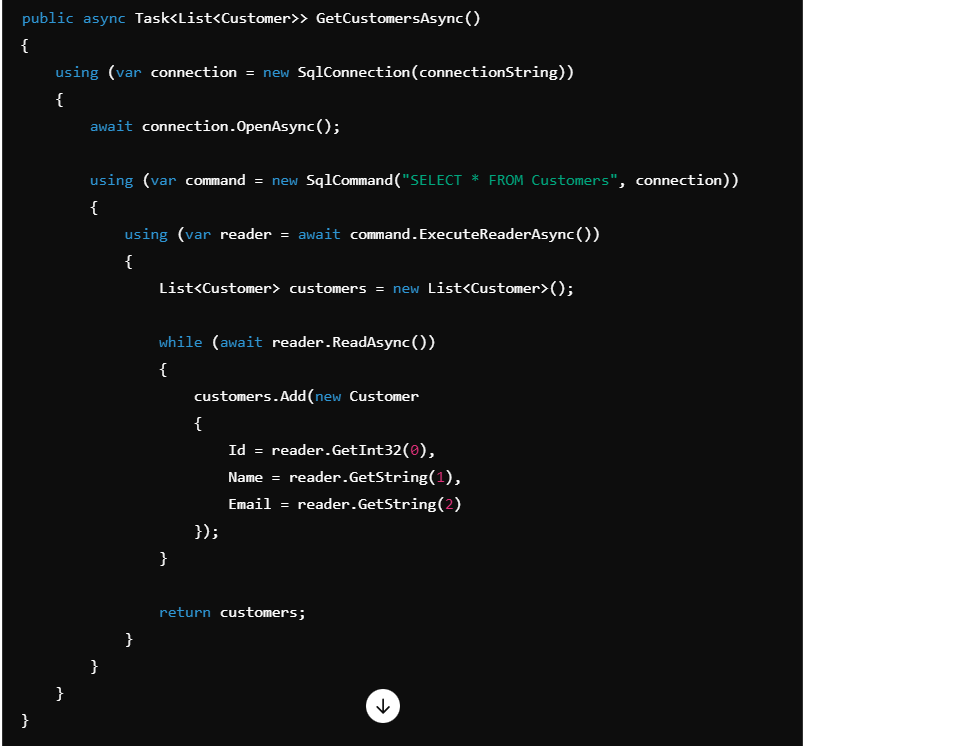 public async Task<List<Customer>> GetCustomersAsync()
{
    using (var connection = new SqlConnection(connectionString))
    {
        await connection.OpenAsync();

        using (var command = new SqlCommand("SELECT * FROM Customers", connection))
        {
            using (var reader = await command.ExecuteReaderAsync())
            {
                List<Customer> customers = new List<Customer>();

                while (await reader.ReadAsync())
                {
                    customers.Add(new Customer
                    {
                        Id = reader.GetInt32(0),
                        Name = reader.GetString(1),
                        Email = reader.GetString(2)
                    });
                }

                return customers;
            }
        }
    }
}